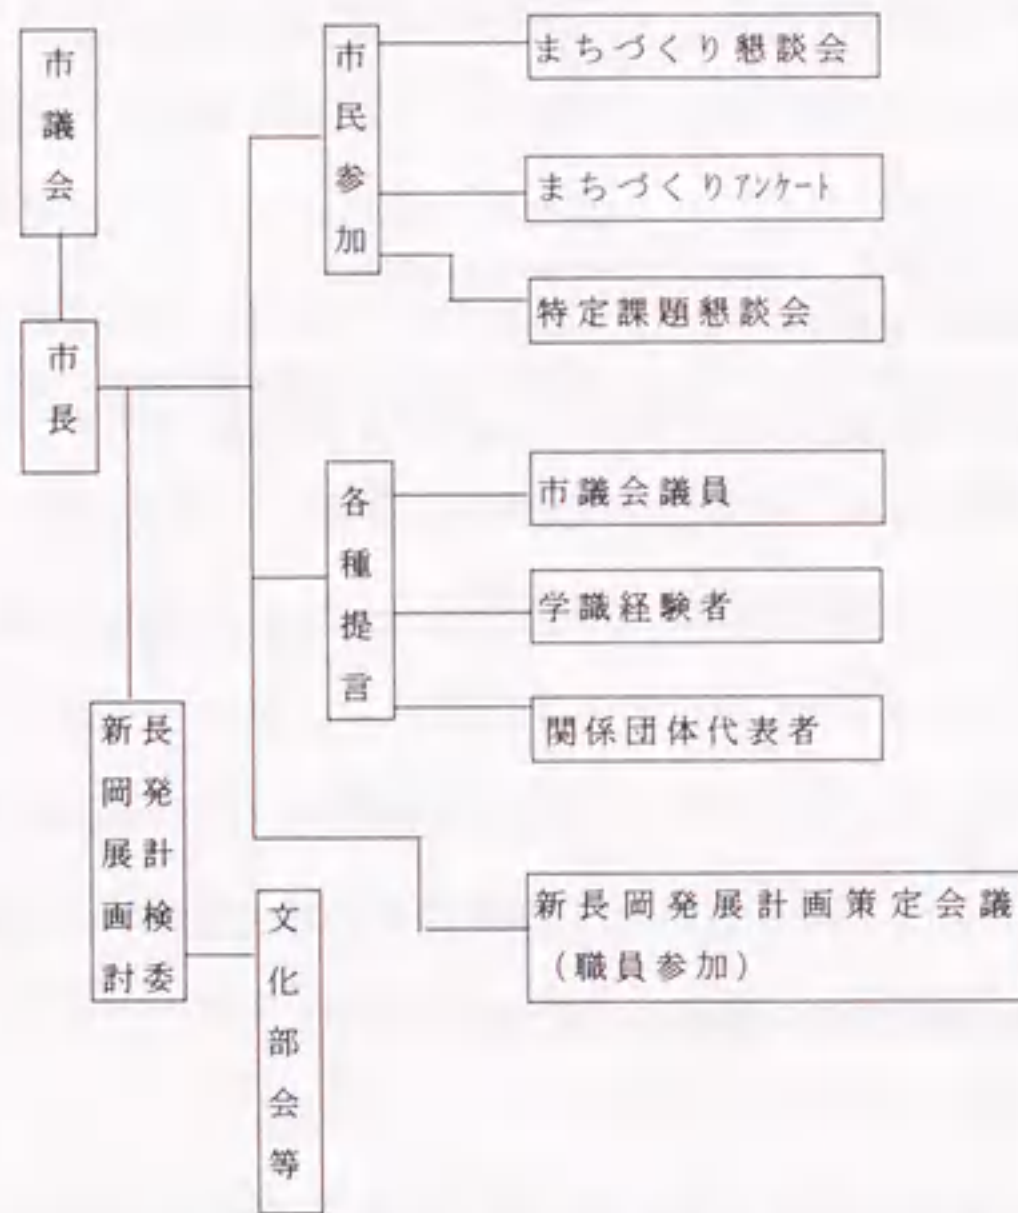 市議会
市長
市民参加
まちづくり懇談会
まちづくりアンケート
特定課題懇談会
各種提言
市議会議員
学識経験者
関係団体代表者
新長岡発展計画検討委
文化部会等
新長岡発展計画策定会議
(職員参加)